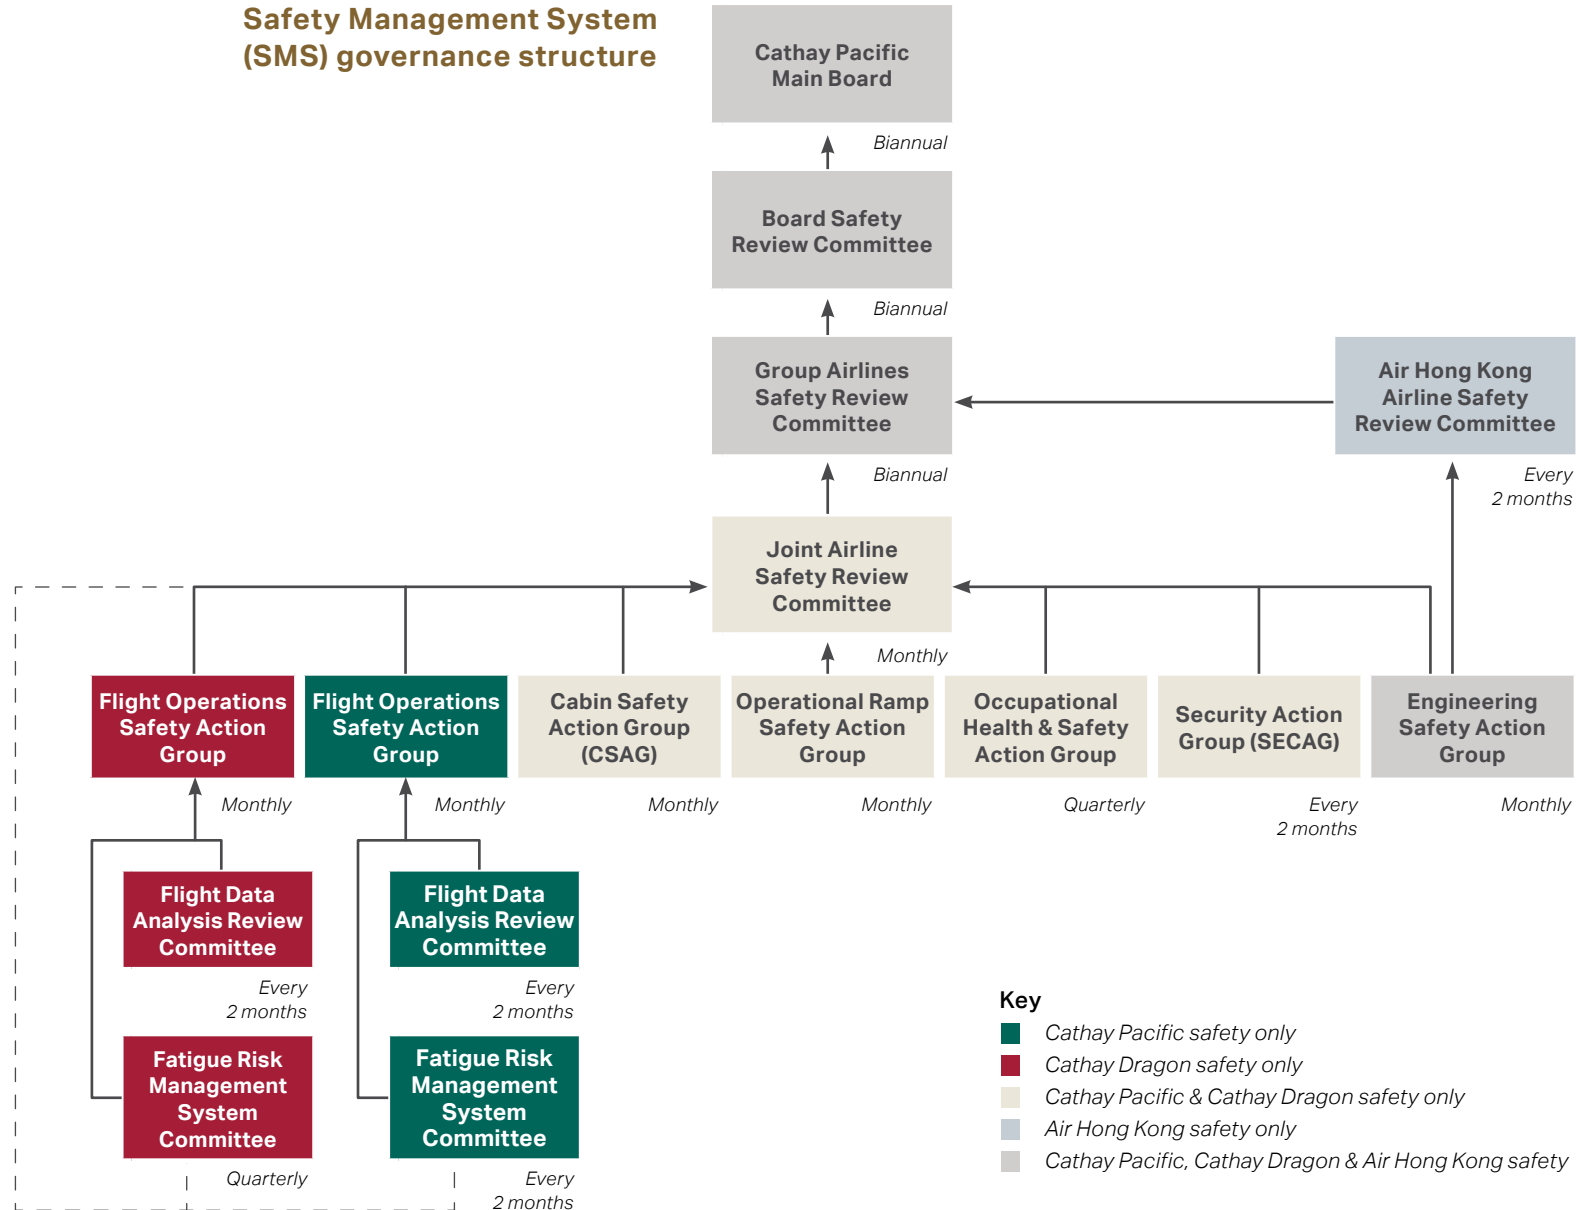 Safety Management System
(SMS) governance structure
Cathay Pacific
Main Board
Biannual
Board Safety
Review Committee
Biannual
Group Airlines
Safety Review
Committee
Biannual
Air Hong Kong
Airline Safety
Review Committee
Every
2 months
Joint Airline
Safety Review
Committee
Monthly
Flight Operations
Safety Action
Group
Monthly
Flight Operations
Safety Action
Group
Monthly
Cabin Safety
Action Group
(CSAG)
Monthly
Operational Ramp
Safety Action
Group
Monthly
Occupational
Health & Safety
Action Group
Quarterly
Security Action
Group (SECAG)
Every
2 months
Engineering
Safety Action
Group
Monthly
Flight Data
Analysis Review
Committee
Every
2 months
Flight Data
Analysis Review
Committee
Every
2 months
Fatigue Risk
Management
System
Committee
Quarterly
Fatigue Risk
Management
System
Committee
Every
2 months
Key
Cathay Pacific safety only
Cathay Dragon safety only
Cathay Pacific & Cathay Dragon safety only
Air Hong Kong safety only
Cathay Pacific, Cathay Dragon & Air Hong Kong safety